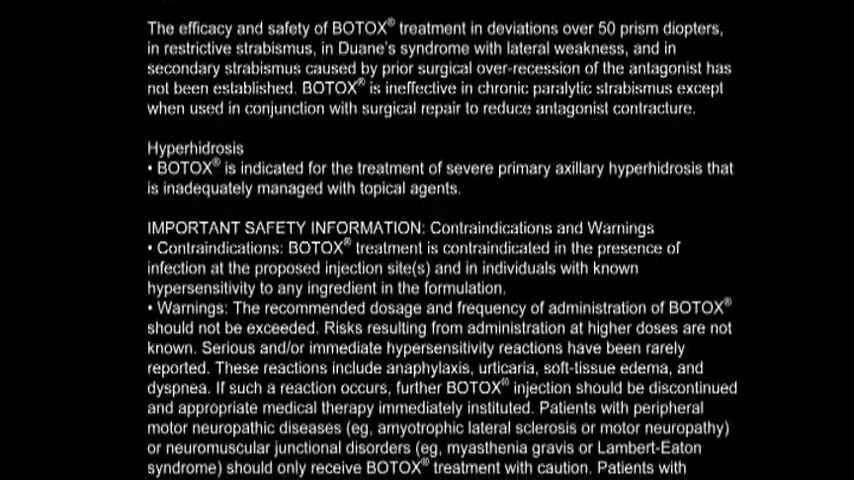 The efficacy and safety of BOTOX® treatment in deviations over 50 prism diopters,
in restrictive strabismus, in Duane's syndrome with lateral weakness, and in
secondary strabismus caused by prior surgical over-recession of the antagonist has
not been established. BOTOX® is ineffective in chronic paralytic strabismus except
when used in conjunction with surgical repair to reduce antagonist contracture.
Hyperhidrosis
• BOTOX® is indicated for the treatment of severe primary axillary hyperhidrosis that
is inadequately managed with topical agents.
IMPORTANT SAFETY INFORMATION: Contraindications and Warnings
• Contraindications: BOTOX® treatment is contraindicated in the presence of
infection at the proposed injection site(s) and in individuals with known
hypersensitivity to any ingredient in the formulation.
• Warnings: The recommended dosage and frequency of administration of BOTOX®
should not be exceeded. Risks resulting from administration at higher doses are not
known. Serious and/or immediate hypersensitivity reactions have been rarely
reported. These reactions include anaphylaxis, urticaria, soft-tissue edema, and
dyspnea. If such a reaction occurs, further BOTOX® injection should be discontinued
and appropriate medical therapy immediately instituted. Patients with peripheral
motor neuropathic diseases (eg, amyotrophic lateral sclerosis or motor neuropathy)
or neuromuscular junctional disorders (eg, myasthenia gravis or Lambert-Eaton
syndrome) should only receive BOTOX® treatment with caution. Patients with